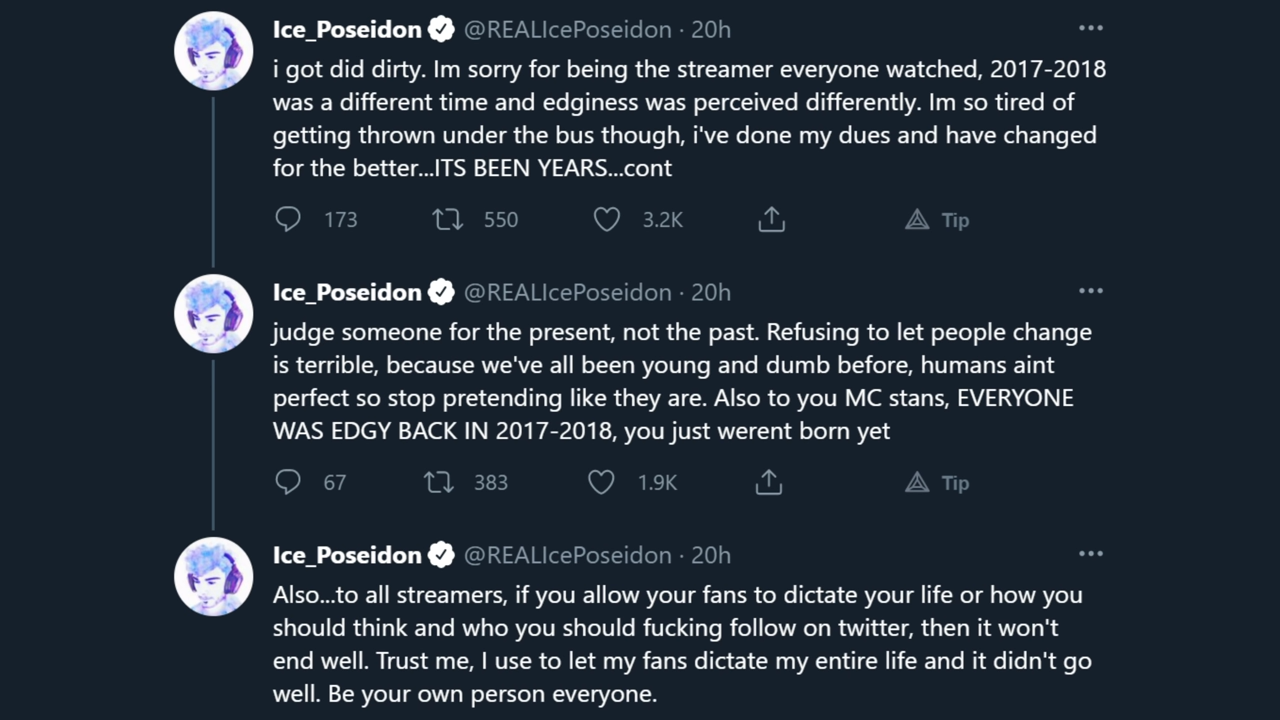 Ice_Poseidon @REALIcePoseidon · 20h
i got did dirty. Im sorry for being the streamer everyone watched, 2017-2018
was a different time and edginess was perceived differently. Im so tired of
getting thrown under the bus though, i've done my dues and have changed
for the better...ITS BEEN YEARS...cont
173 550 3.2K Tip
Ice_Poseidon @REALIcePoseidon · 20h
judge someone for the present, not the past. Refusing to let people change
is terrible, because we've all been young and dumb before, humans aint
perfect so stop pretending like they are. Also to you MC stans, EVERYONE
WAS EDGY BACK IN 2017-2018, you just werent born yet
67 383 1.9K Tip
Ice_Poseidon @REALIcePoseidon · 20h
Also...to all streamers, if you allow your fans to dictate your life or how you
should think and who you should fucking follow on twitter, then it won't
end well. Trust me, I use to let my fans dictate my entire life and it didn't go
well. Be your own person everyone.